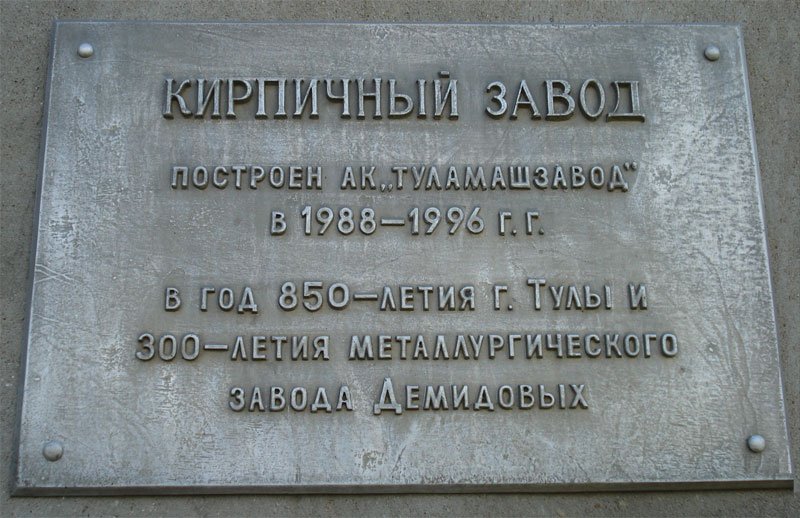 КИРПИЧНЫЙ ЗАВОД
ПОСТРОЕН АК „ТУЛАМАШЗАВОД"
В 1988–1996 Г. Г.
В ГОД 850–ЛЕТИЯ Г. ТУЛЫ И
300–ЛЕТИЯ МЕТАЛЛУРГИЧЕСКОГО
ЗАВОДА ДЕМИДОВЫХ